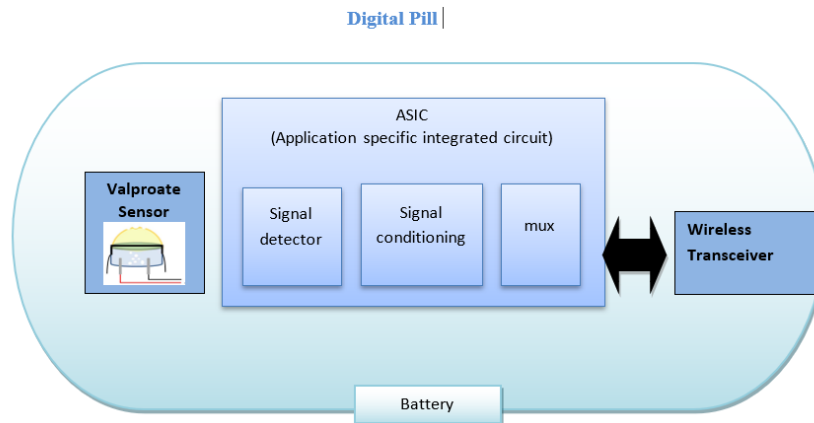 Digital Pill
ASIC
(Application specific integrated circuit)
Valproate
Sensor
Signal
detector
Signal
conditioning
mux
Wireless
Transceiver
Battery